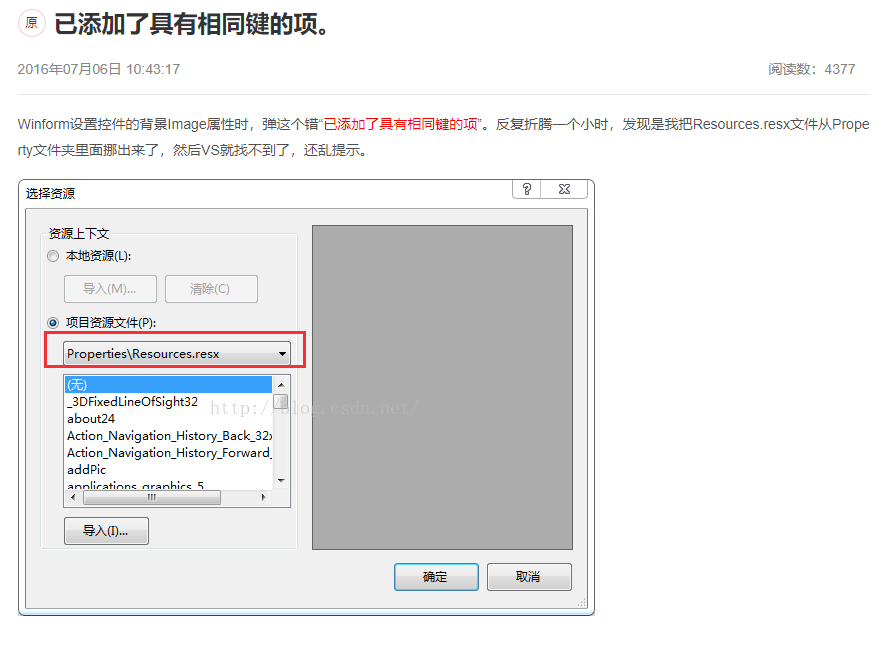 原 已添加了具有相同键的项。
2016年07月06日 10:43:17 阅读数：4377
Winform设置控件的背景Image属性时，弹这个错“已添加了具有相同键的项”。反复折腾一个小时，发现是我把Resources.resx文件从Prope
rty文件夹里面挪出来了，然后VS就找不到了，还乱提示。
选择资源
资源上下文
本地资源(L):
导入(M)... 清除(C)
项目资源文件(P):
Properties\Resources.resx
(无)
_3DFixedLineOfSight32
about24
Action_Navigation_History_Back_32x
Action_Navigation_History_Forward_
addPic
applications_graphics_5
导入(I)...
确定 取消
http://blog.csdn.net/